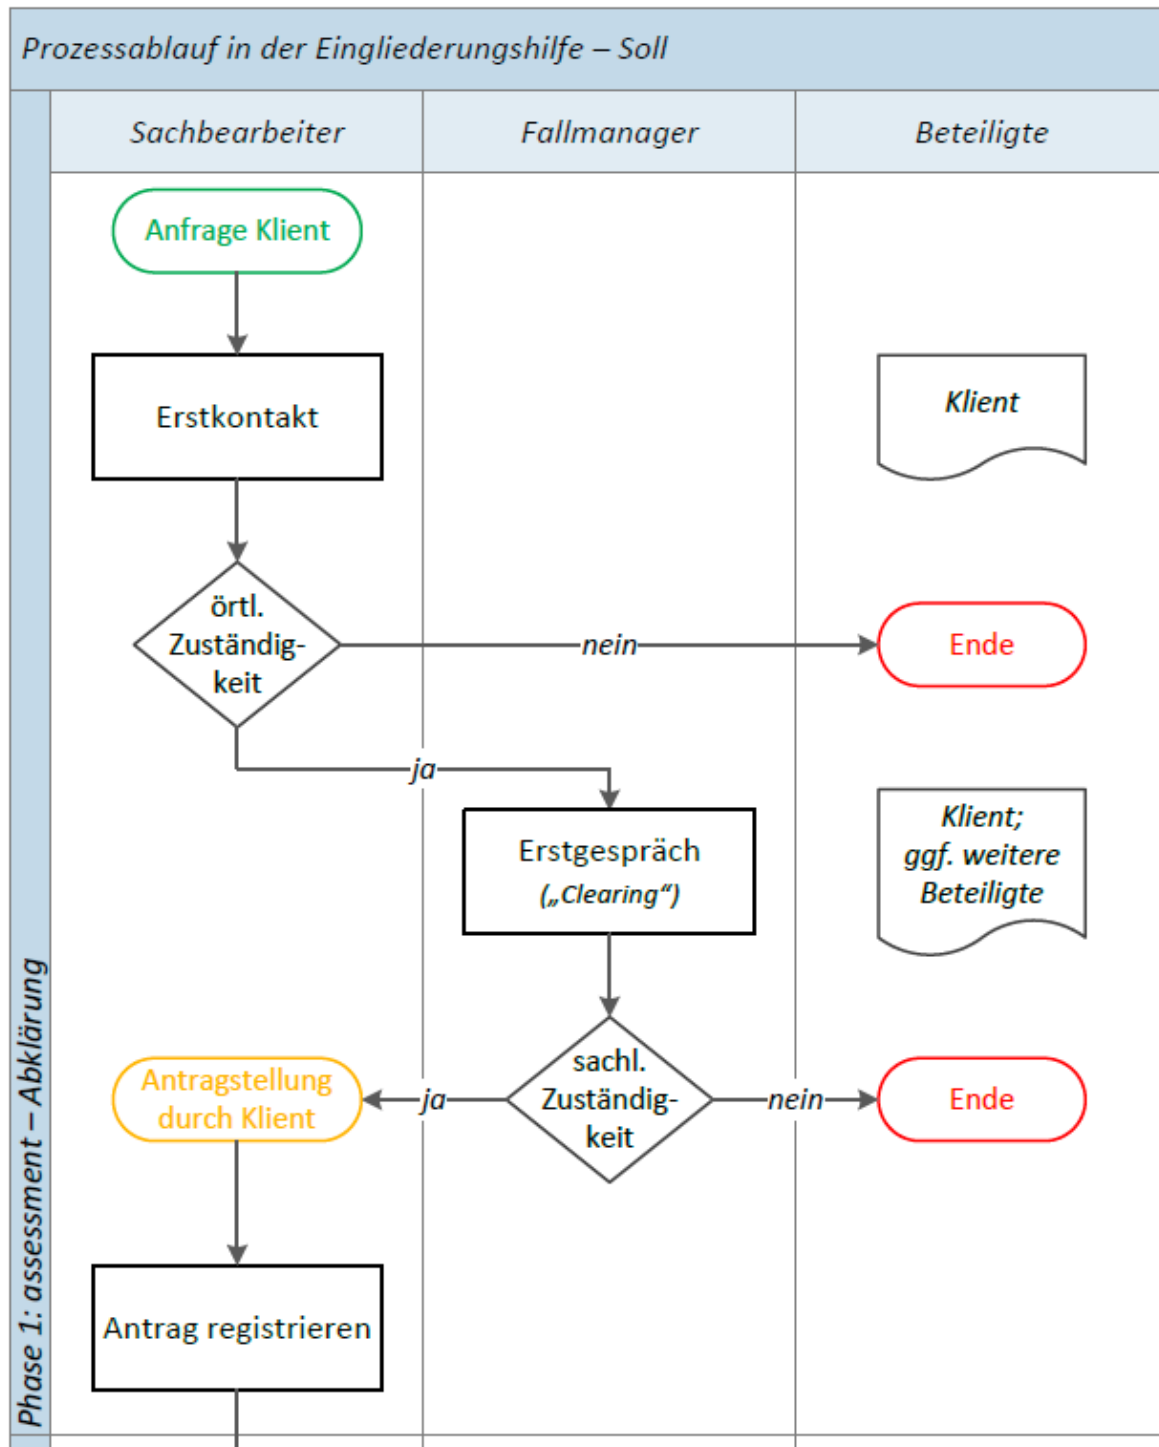 Prozessablauf in der Eingliederungshilfe – Soll
Sachbearbeiter
Fallmanager
Beteiligte
Phase 1: assessment – Abklärung
Anfrage Klient
Erstkontakt
Klient
örtl.
Zuständig-
keit
nein
Ende
ja
Erstgespräch
(„Clearing“)
Klient;
ggf. weitere
Beteiligte
sachl.
Zuständig-
keit
ja
nein
Ende
Antragstellung
durch Klient
Antrag registrieren